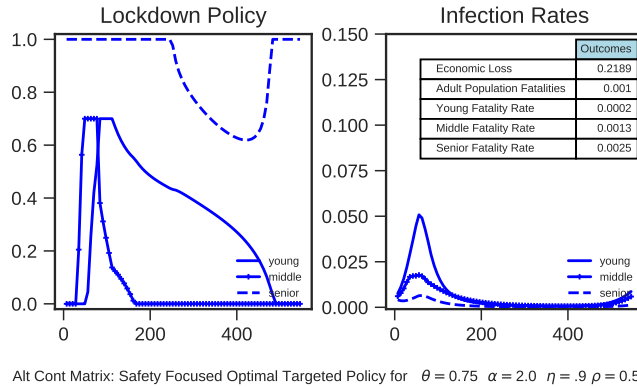 Lockdown Policy
1.0
0.8
0.6
0.4
0.2
0.0
0
200
400
young
middle
senior
Infection Rates
0.150
0.125
0.100
0.075
0.050
0.025
0.000
0
200
400
Outcomes
Economic Loss 0.2189
Adult Population Fatalities 0.001
Young Fatality Rate 0.0002
Middle Fatality Rate 0.0013
Senior Fatality Rate 0.0025
young
middle
senior
Alt Cont Matrix: Safety Focused Optimal Targeted Policy for θ = 0.75 α = 2.0 η = .9 ρ = 0.5